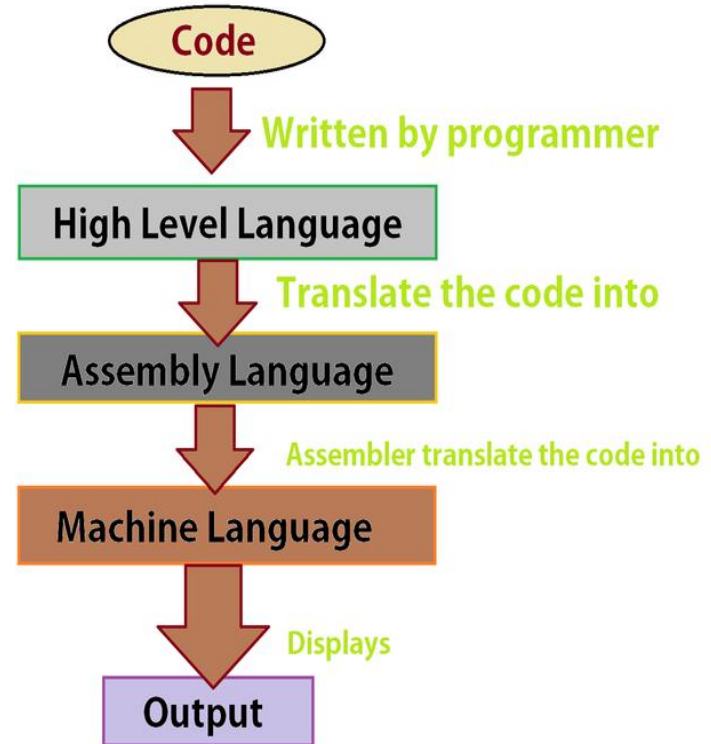 Code
Written by programmer
High Level Language
Translate the code into
Assembly Language
Assembler translate the code into
Machine Language
Displays
Output